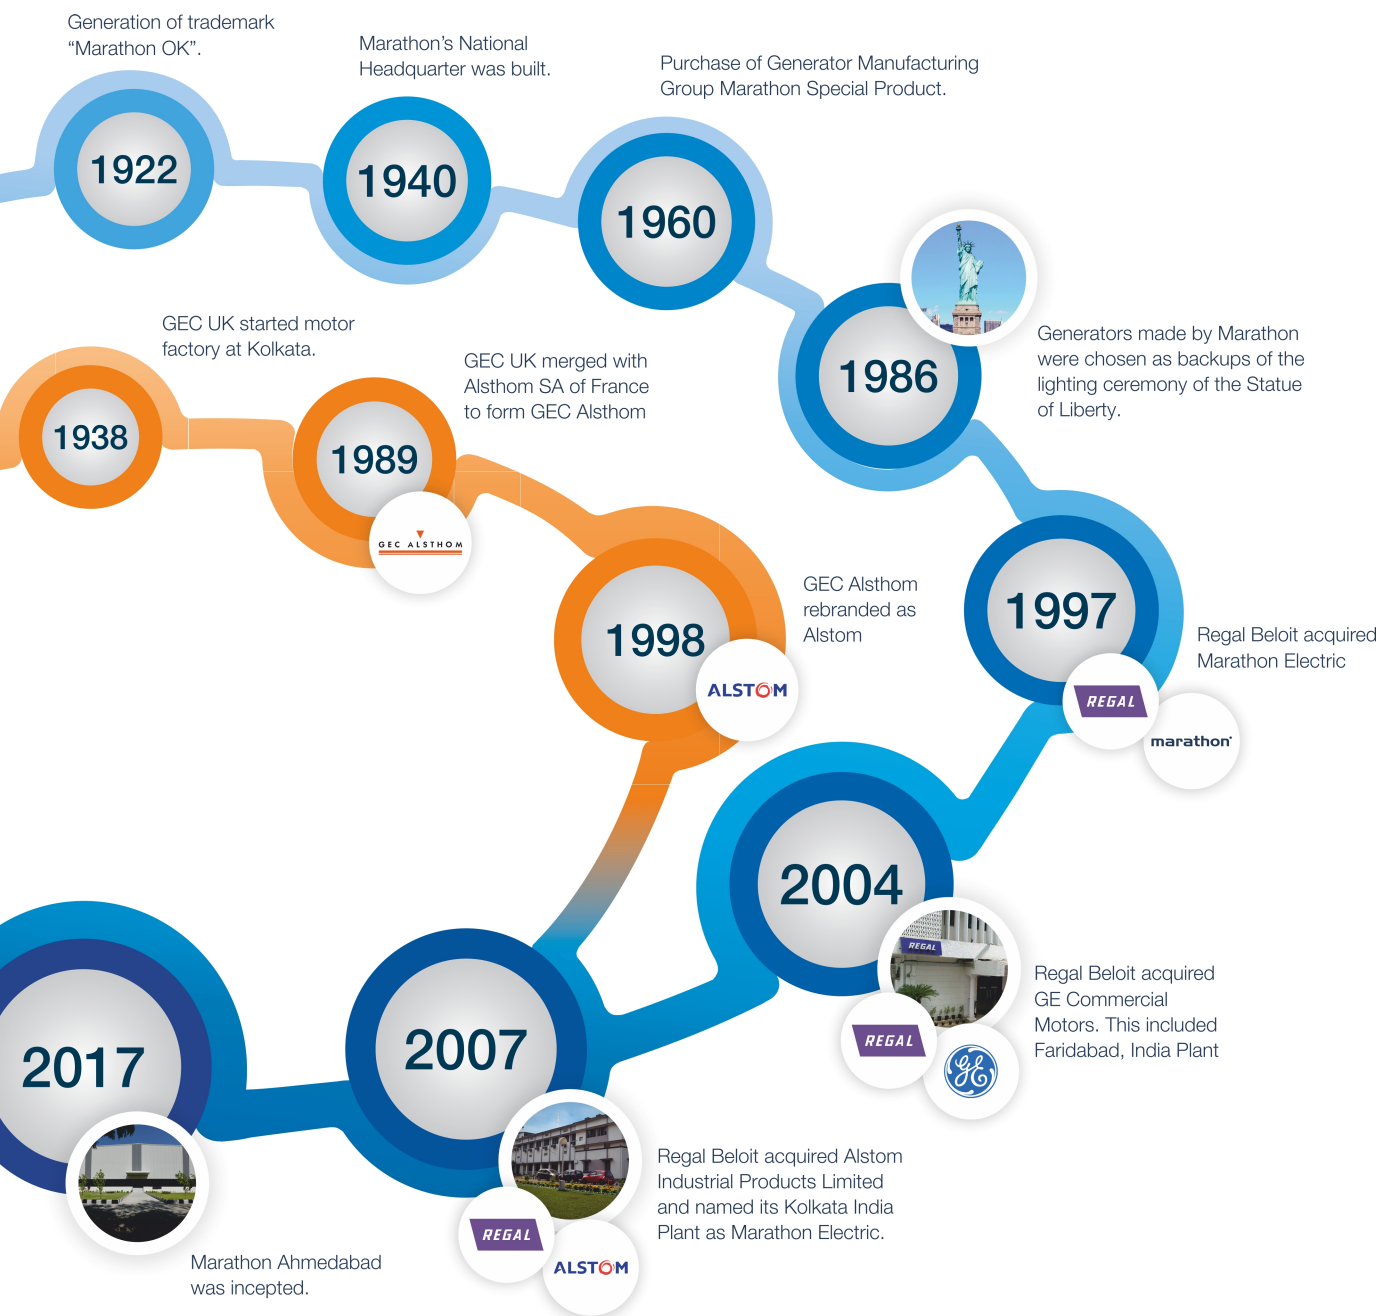 Generation of trademark
“Marathon OK”.
1922
Marathon’s National
Headquarter was built.
1940
Purchase of Generator Manufacturing
Group Marathon Special Product.
1960
1986
Generators made by Marathon
were chosen as backups of the
lighting ceremony of the Statue
of Liberty.
GEC UK started motor
factory at Kolkata.
1938
GEC UK merged with
Alsthom SA of France
to form GEC Alsthom
1989
GEC ALSTHOM
GEC Alsthom
rebranded as
Alstom
1998
ALSTOM
1997
Regal Beloit acquired
Marathon Electric
REGAL
marathon
2004
REGAL
REGAL
GE
Regal Beloit acquired
GE Commercial
Motors. This included
Faridabad, India Plant
2007
Regal Beloit acquired Alstom
Industrial Products Limited
and named its Kolkata India
Plant as Marathon Electric.
REGAL
ALSTOM
2017
Marathon Ahmedabad
was incepted.